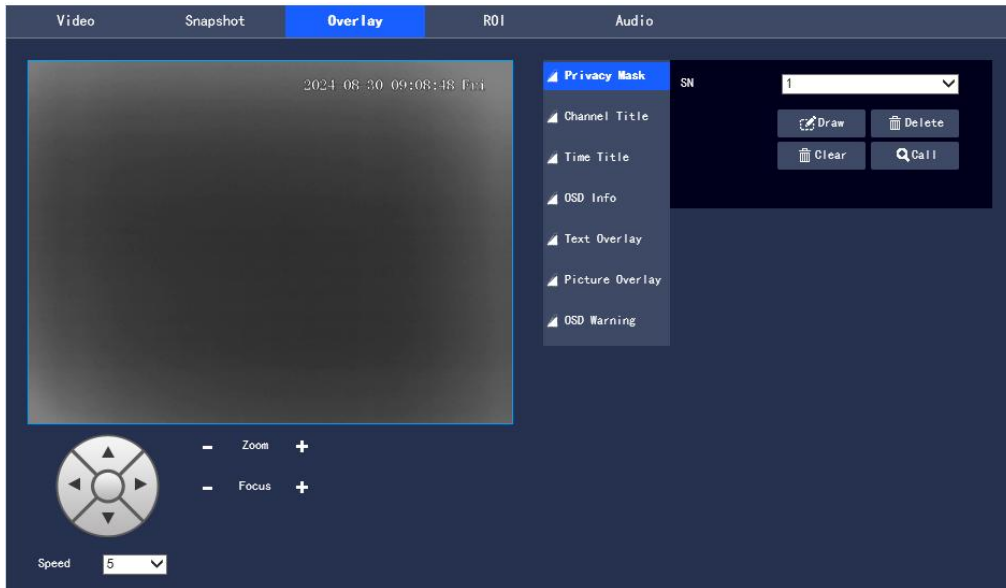 Video Snapshot Overlay ROI Audio
2024-08-30 09:08:48 Fri
Privacy Mask
Channel Title
Time Title
OSD Info
Text Overlay
Picture Overlay
OSD Warning
SN 1
Draw Delete
Clear Call
- Zoom +
- Focus +
Speed 5